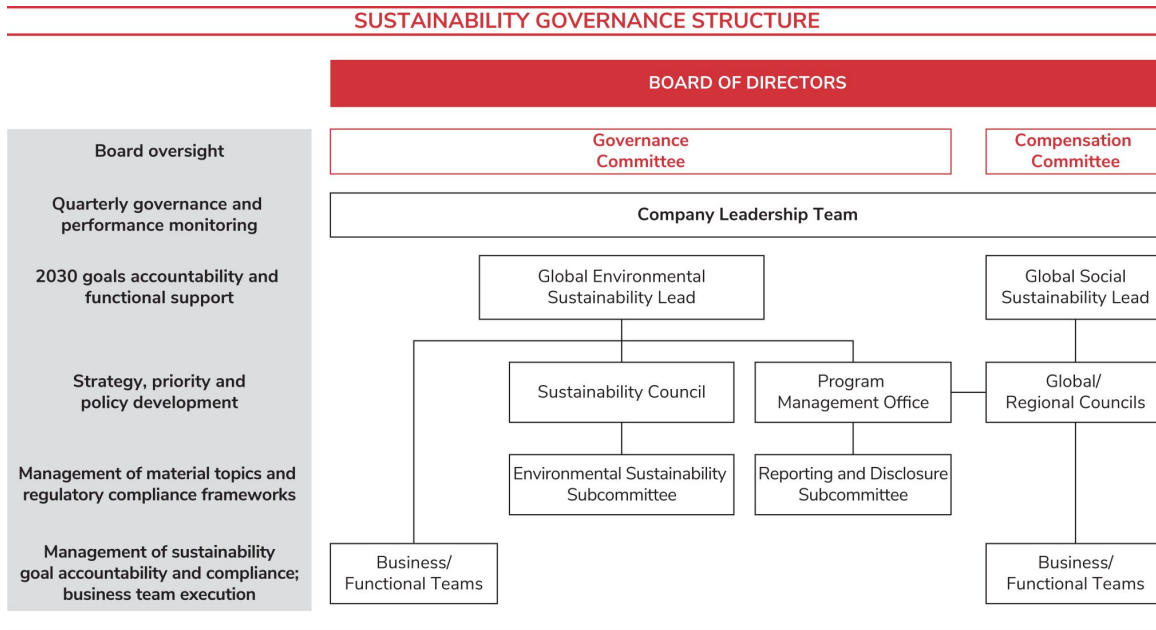 SUSTAINABILITY GOVERNANCE STRUCTURE
BOARD OF DIRECTORS
Board oversight
Governance
Committee
Compensation
Committee
Quarterly governance and
performance monitoring
Company Leadership Team
2030 goals accountability and
functional support
Global Environmental
Sustainability Lead
Global Social
Sustainability Lead
Strategy, priority and
policy development
Sustainability Council
Program
Management Office
Global/
Regional Councils
Management of material topics and
regulatory compliance frameworks
Environmental Sustainability
Subcommittee
Reporting and Disclosure
Subcommittee
Management of sustainability
goal accountability and compliance;
business team execution
Business/
Functional Teams
Business/
Functional Teams